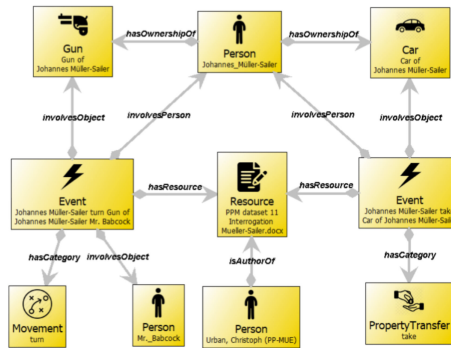 Gun
Gun of
Johannes Müller-Sailer
hasOwnershipOf
Person
Johannes_Müller-Sailer
hasOwnershipOf
Car
Car of
Johannes Müller-Sailer
involvesObject
involvesPerson
involvesPerson
involvesObject
Event
Johannes Müller-Sailer turn Gun of
Johannes Müller-Sailer Mr. Babcock
hasResource
Resource
PPM dataset 11
Interrogation
Mueller-Sailer.docx
hasResource
Event
Johannes Müller-Sailer tak
Car of Johannes Müller-Sail
hasCategory
involvesObject
isAuthorOf
hasCategory
Movement
turn
Person
Mr._Babcock
Person
Urban, Christoph (PP-MUE)
PropertyTransfer
take